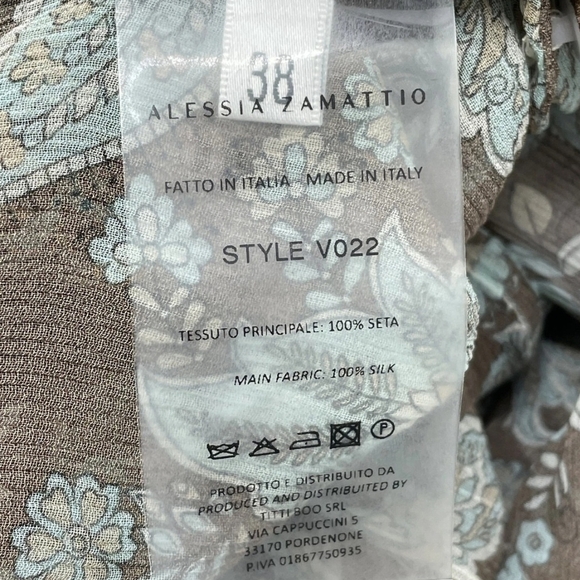 38
ALESSIA ZAMATTIO
FATTO IN ITALIA - MADE IN ITALY
STYLE V022
TESSUTO PRINCIPALE: 100% SETA
MAIN FABRIC: 100% SILK
P
PRODOTTO E DISTRIBUITO DA
PRODUCED AND DISTRIBUTED BY
TITTI BOO SRL
VIA CAPPUCCINI 5
33170 PORDENONE
P.IVA 01867750935